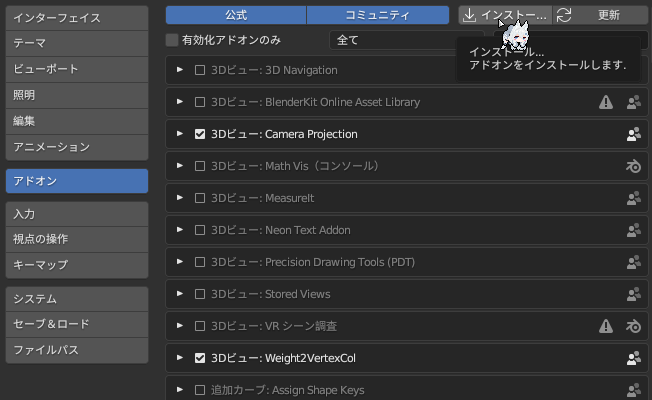 インターフェイス
テーマ
ビューポート
照明
編集
アニメーション
アドオン
入力
視点の操作
キーマップ
システム
セーブ＆ロード
ファイルパス
公式 コミュニティ インストー... 更新
有効化アドオンのみ 全て
インストール...
アドオンをインストールします.
3Dビュー: 3D Navigation
3Dビュー: BlenderKit Online Asset Library
3Dビュー: Camera Projection
3Dビュー: Math Vis（コンソール）
3Dビュー: MeasureIt
3Dビュー: Neon Text Addon
3Dビュー: Precision Drawing Tools (PDT)
3Dビュー: Stored Views
3Dビュー: VR シーン調査
3Dビュー: Weight2VertexCol
追加カーブ: Assign Shape Keys